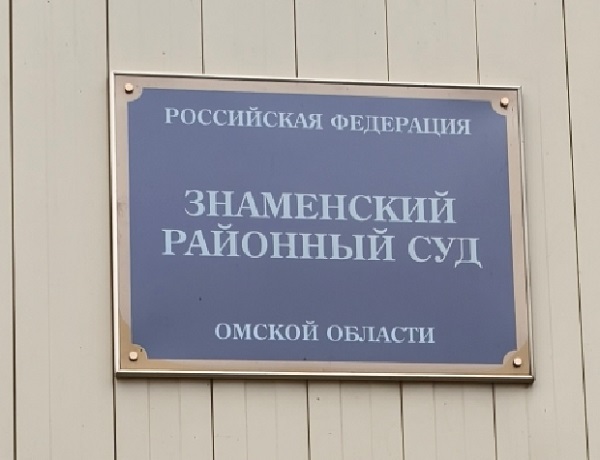 РОССИЙСКАЯ ФЕДЕРАЦИЯ
ЗНАМЕНСКИЙ
РАЙОННЫЙ СУД
ОМСКОЙ ОБЛАСТИ